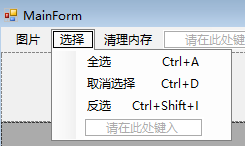 MainForm
图片 选择 清理内存 请在此处键入
全选 Ctrl+A
取消选择 Ctrl+D
反选 Ctrl+Shift+I
请在此处键入